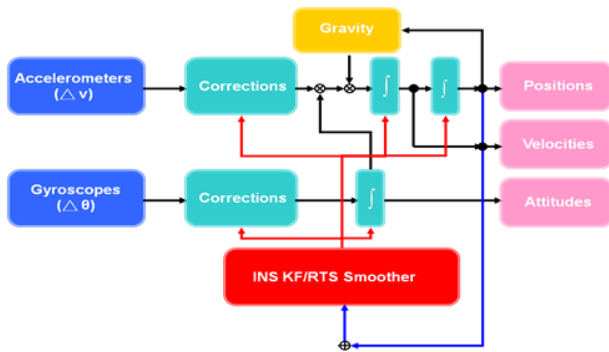 Gravity
Accelerometers
(△ v)
Corrections
∫
∫
Positions
Velocities
Gyroscopes
(△ θ)
Corrections
∫
Attitudes
INS KF/RTS Smoother